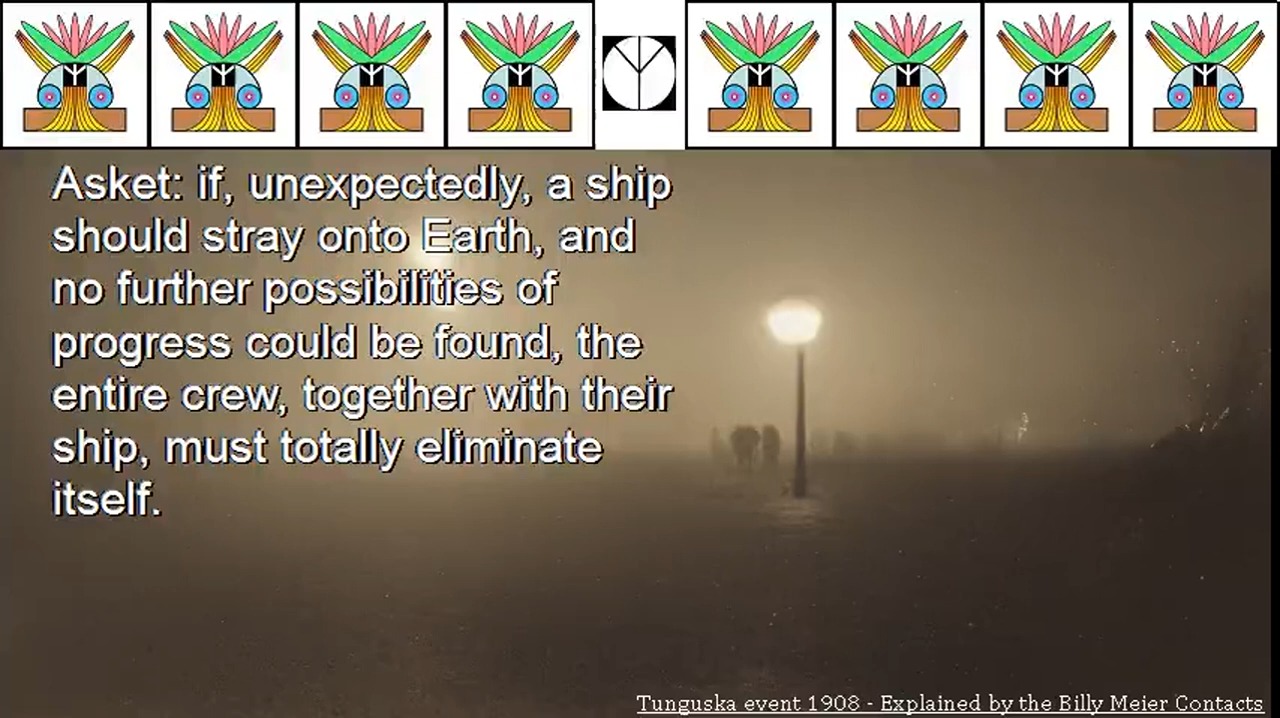 Asket: if, unexpectedly, a ship
should stray onto Earth, and
no further possibilities of
progress could be found, the
entire crew, together with their
ship, must totally eliminate
itself.
Tunguska event 1908 - Explained by the Billy Meier Contacts